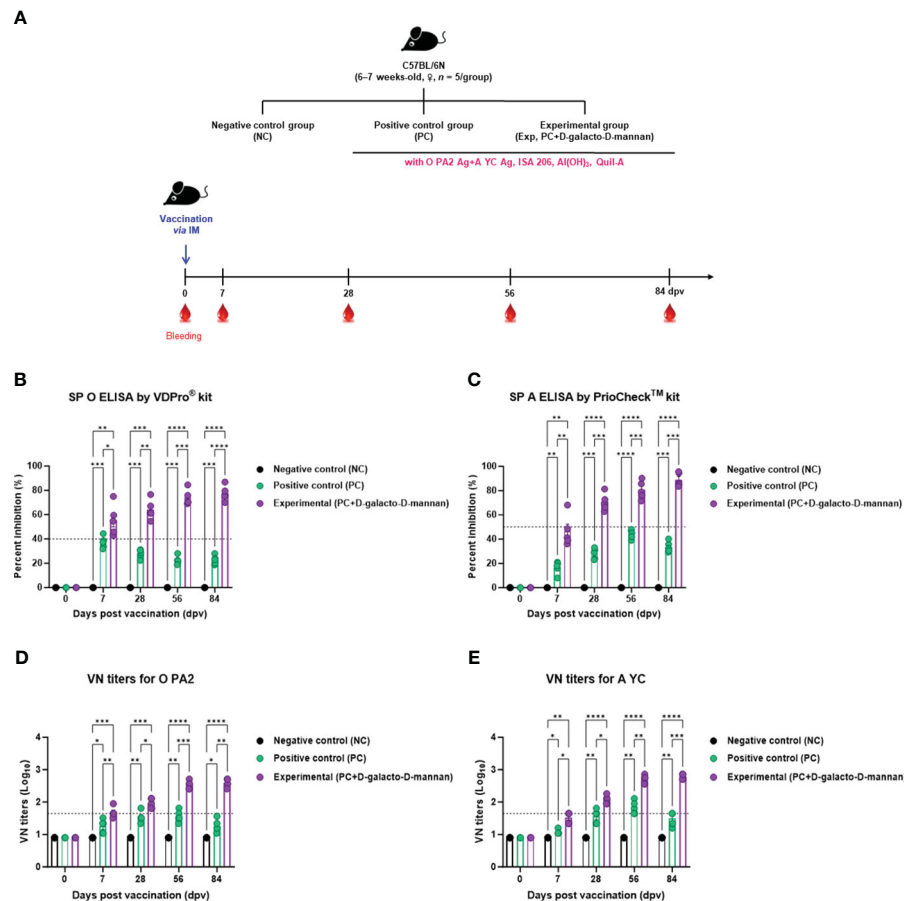 A
C57BL/6N
(6–7 weeks-old, ♀, n = 5/group)
Negative control group
(NC)
Positive control group
(PC)
Experimental group
(Exp, PC+D-galacto-D-mannan)
with O PA2 Ag+A YC Ag, ISA 206, Al(OH)₃, Quil-A
Vaccination
via IM
0
7
28
56
84 dpv
Bleeding
B
SP O ELISA by VDPro® kit
** *** **** ****
* ** *** ****
*** *** *** ***
Percent Inhibition (%)
100
80
60
40
20
0
0 7 28 56 84
Days post vaccination (dpv)
Negative control (NC)
Positive control (PC)
Experimental (PC+D-galacto-D-mannan)
C
SP A ELISA by PrioCheck™ kit
** **** **** ****
** *** *** ***
** *** **** ***
Percent Inhibition (%)
100
80
60
40
20
0
0 7 28 56 84
Days post vaccination (dpv)
Negative control (NC)
Positive control (PC)
Experimental (PC+D-galacto-D-mannan)
D
VN titers for O PA2
*** *** **** ****
* * *** **
** ** ** *
VN titers (Log₁₀)
4
3
2
1
0
0 7 28 56 84
Days post vaccination (dpv)
Negative control (NC)
Positive control (PC)
Experimental (PC+D-galacto-D-mannan)
E
VN titers for A YC
** **** **** ****
* * ** ***
* ** ** **
VN titers (Log₁₀)
4
3
2
1
0
0 7 28 56 84
Days post vaccination (dpv)
Negative control (NC)
Positive control (PC)
Experimental (PC+D-galacto-D-mannan)